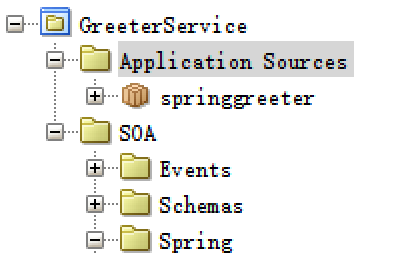 GreeterService
Application Sources
springgreeter
SOA
Events
Schemas
Spring